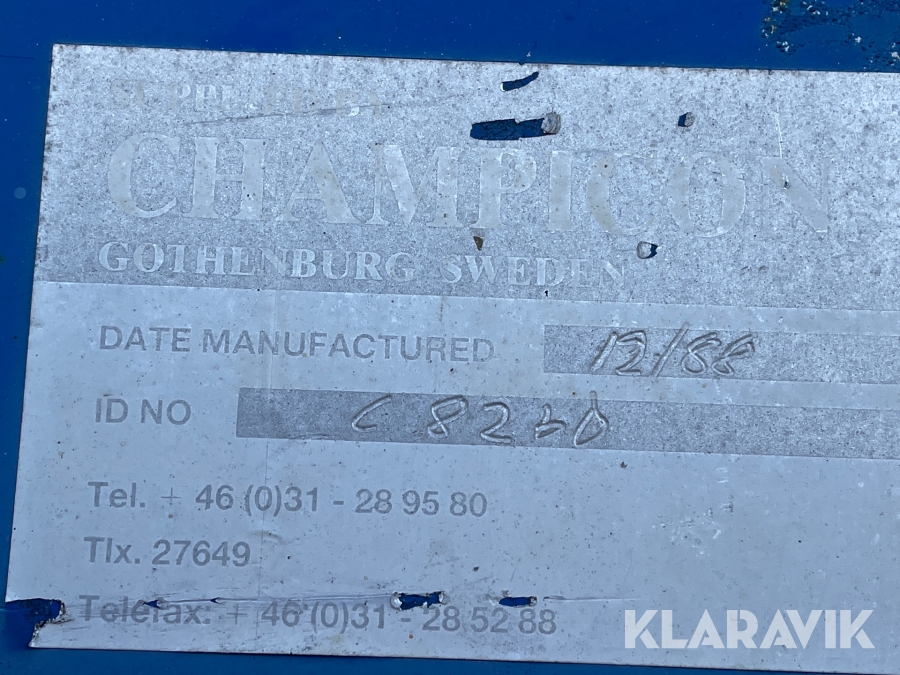 CHAMPICON
GOTHENBURG SWEDEN
DATE MANUFACTURED 12/88
ID NO
Tel. + 46 (0)31 - 28 95 80
Tlx. 27649
Telefax: + 46 (0)31 - 28 52 88
KLARAVIK